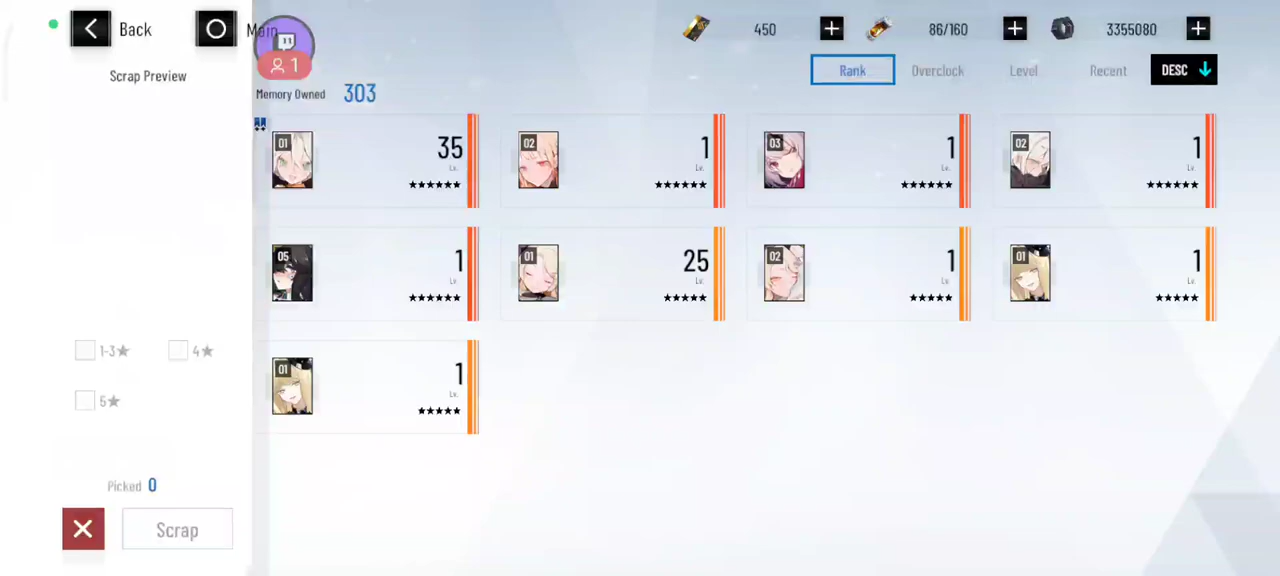 Back
Main
450
86/160
3355080
1
Scrap Preview
Rank
Overclock
Level
Recent
DESC
Memory Owned 303
01
35
Lv.
★★★★★★
02
1
Lv.
★★★★★★
03
1
Lv.
★★★★★★
02
1
Lv.
★★★★★★
05
1
Lv.
★★★★★★
01
25
Lv.
★★★★★
02
1
Lv.
★★★★★
01
1
Lv.
★★★★★
01
1
Lv.
★★★★★
1-3★
4★
5★
Picked 0
Scrap